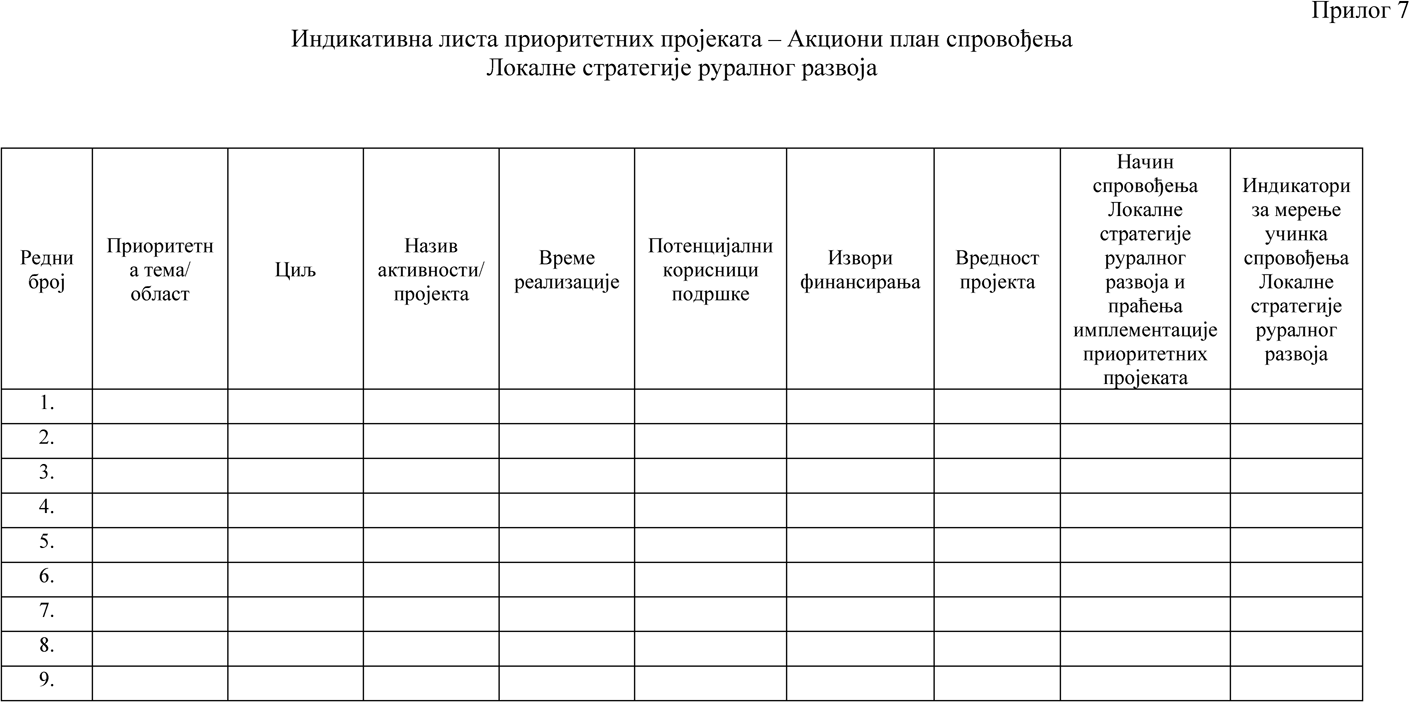 Прилог 7
Индикативна листа приоритетних пројеката – Акциони план спровођења
Локалне стратегије руралног развоја
Редни
број
Приоритетн
а тема/
област
Циљ
Назив
активности/
пројекта
Време
реализације
Потенцијални
корисници
подршке
Извори
финансирања
Вредност
пројекта
Начин
спровођења
Локалне
стратегије
руралног
развоја и
праћења
имплементације
приоритетних
пројеката
Индикатори
за мерење
учинка
спровођења
Локалне
стратегије
руралног
развоја
1.
2.
3.
4.
5.
6.
7.
8.
9.